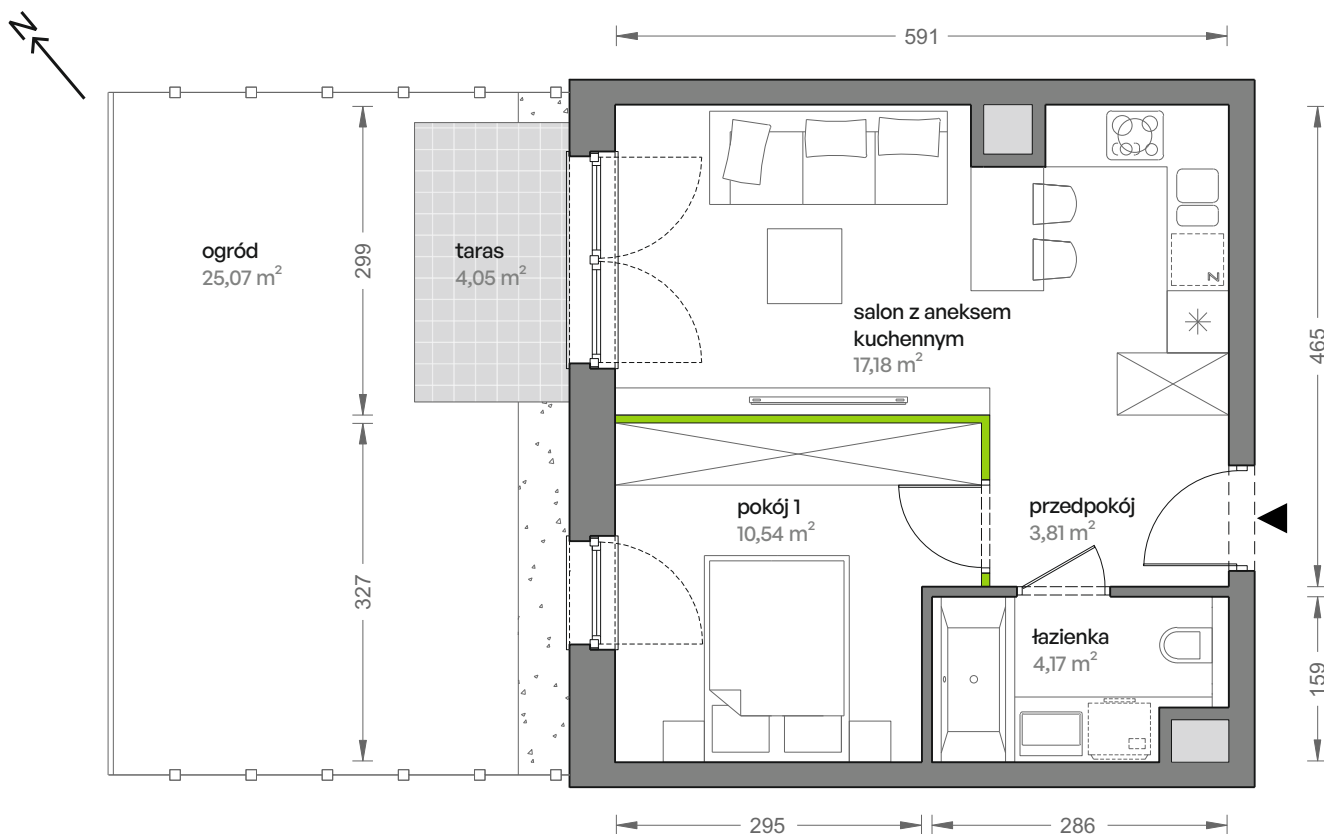 N
591
ogród
25,07 m²
299
taras
4,05 m²
salon z aneksem
kuchennym
17,18 m²
Z
465
pokój 1
10,54 m²
przedpokój
3,81 m²
327
łazienka
4,17 m²
159
295
286